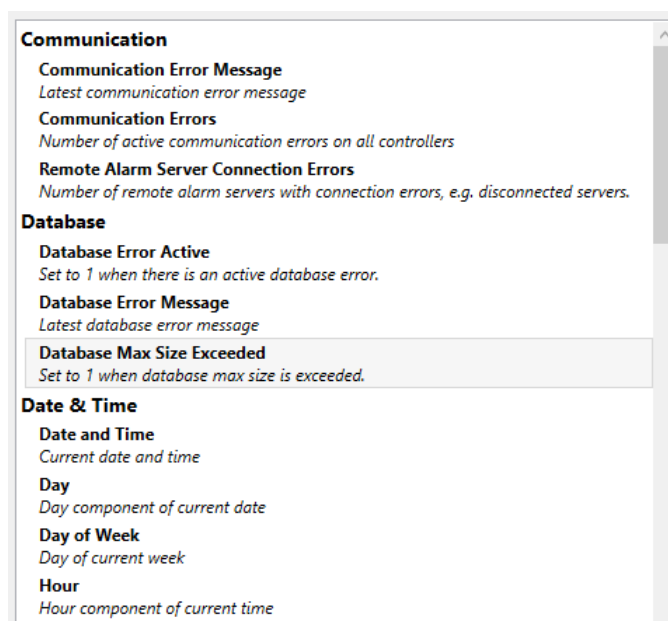 Communication
Communication Error Message
Latest communication error message
Communication Errors
Number of active communication errors on all controllers
Remote Alarm Server Connection Errors
Number of remote alarm servers with connection errors, e.g. disconnected servers.
Database
Database Error Active
Set to 1 when there is an active database error.
Database Error Message
Latest database error message
Database Max Size Exceeded
Set to 1 when database max size is exceeded.
Date & Time
Date and Time
Current date and time
Day
Day component of current date
Day of Week
Day of current week
Hour
Hour component of current time